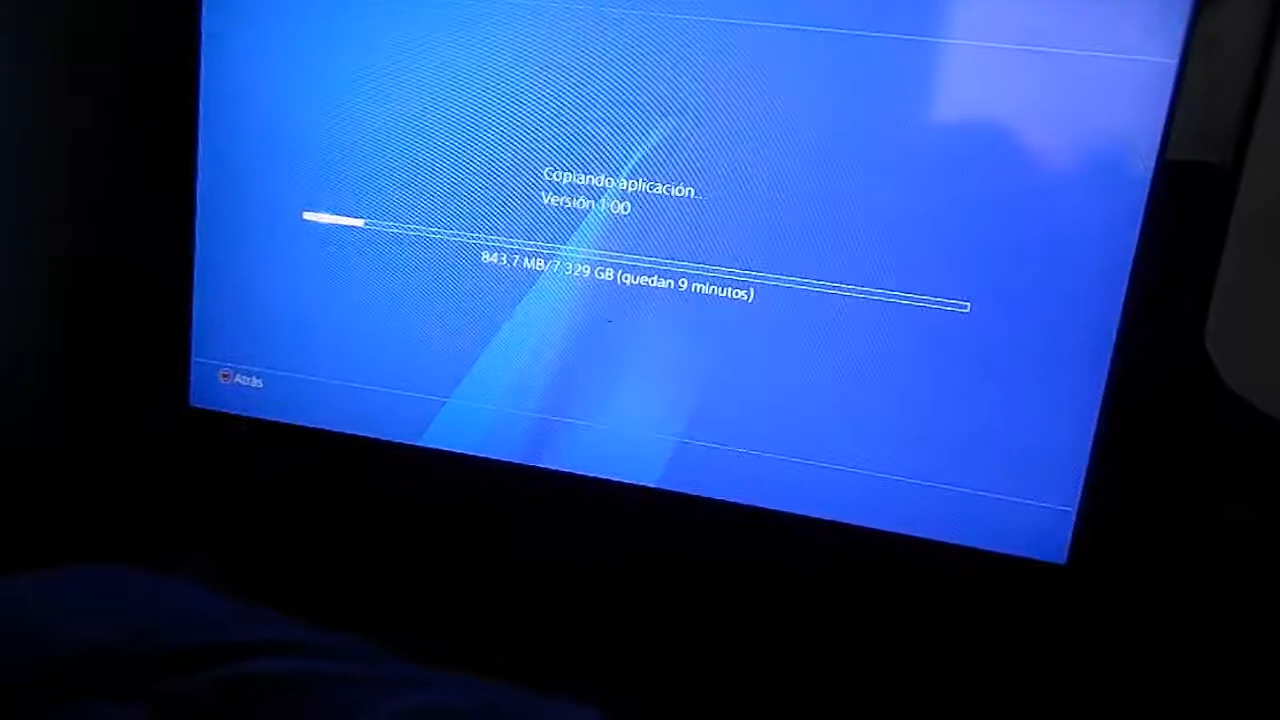 Copiando aplicación...
Versión 1.00
843,7 MB/7,329 GB (quedan 9 minutos)
Atrás